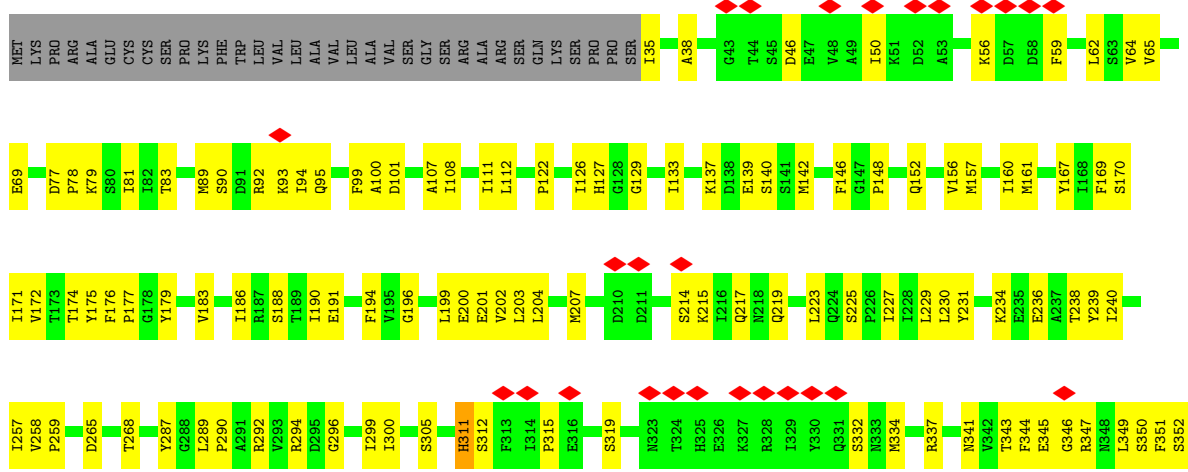 MET LYS PRO ARG ALA GLU CYS CYS SER PRO LYS PHE TRP LEU VAL LEU ALA VAL LEU ALA VAL SER GLY SER ARG ALA ARG SER GLN LYS SER PRO PRO SER I35 A38 G43 T44 S45 D46 E47 V48 A49 I50 K51 D52 A53 K56 D57 D58 F59 L62 S63 V64 V65
E69 D77 P78 K79 S80 I81 I82 T83 M89 S90 D91 R92 K93 I94 Q95 F99 A100 D101 A107 I108 I111 L112 P122 I126 H127 G128 G129 I133 K137 D138 E139 S140 S141 M142 F146 G147 P148 Q152 V156 M157 I160 M161 Y167 I168 F169 S170
I171 V172 T173 T174 Y175 F176 P177 G178 Y179 V183 I186 R187 S188 T189 I190 E191 F194 V195 G196 L199 E200 E201 V202 L203 L204 M207 D210 D211 S214 K215 I216 Q217 N218 Q219 L223 Q224 S225 P226 I227 I228 L229 L230 Y231 K234 E235 E236 A237 T238 Y239 I240
I257 V258 P259 D265 T268 Y287 G288 L289 P290 A291 R292 V293 R294 D295 G296 I299 I300 S305 H311 S312 F313 I314 P315 E316 S319 N323 T324 H325 E326 K327 R328 I329 Y330 Q331 S332 N333 M334 R337 N341 V342 T343 F344 E345 G346 R347 N348 L349 S350 F351 S352